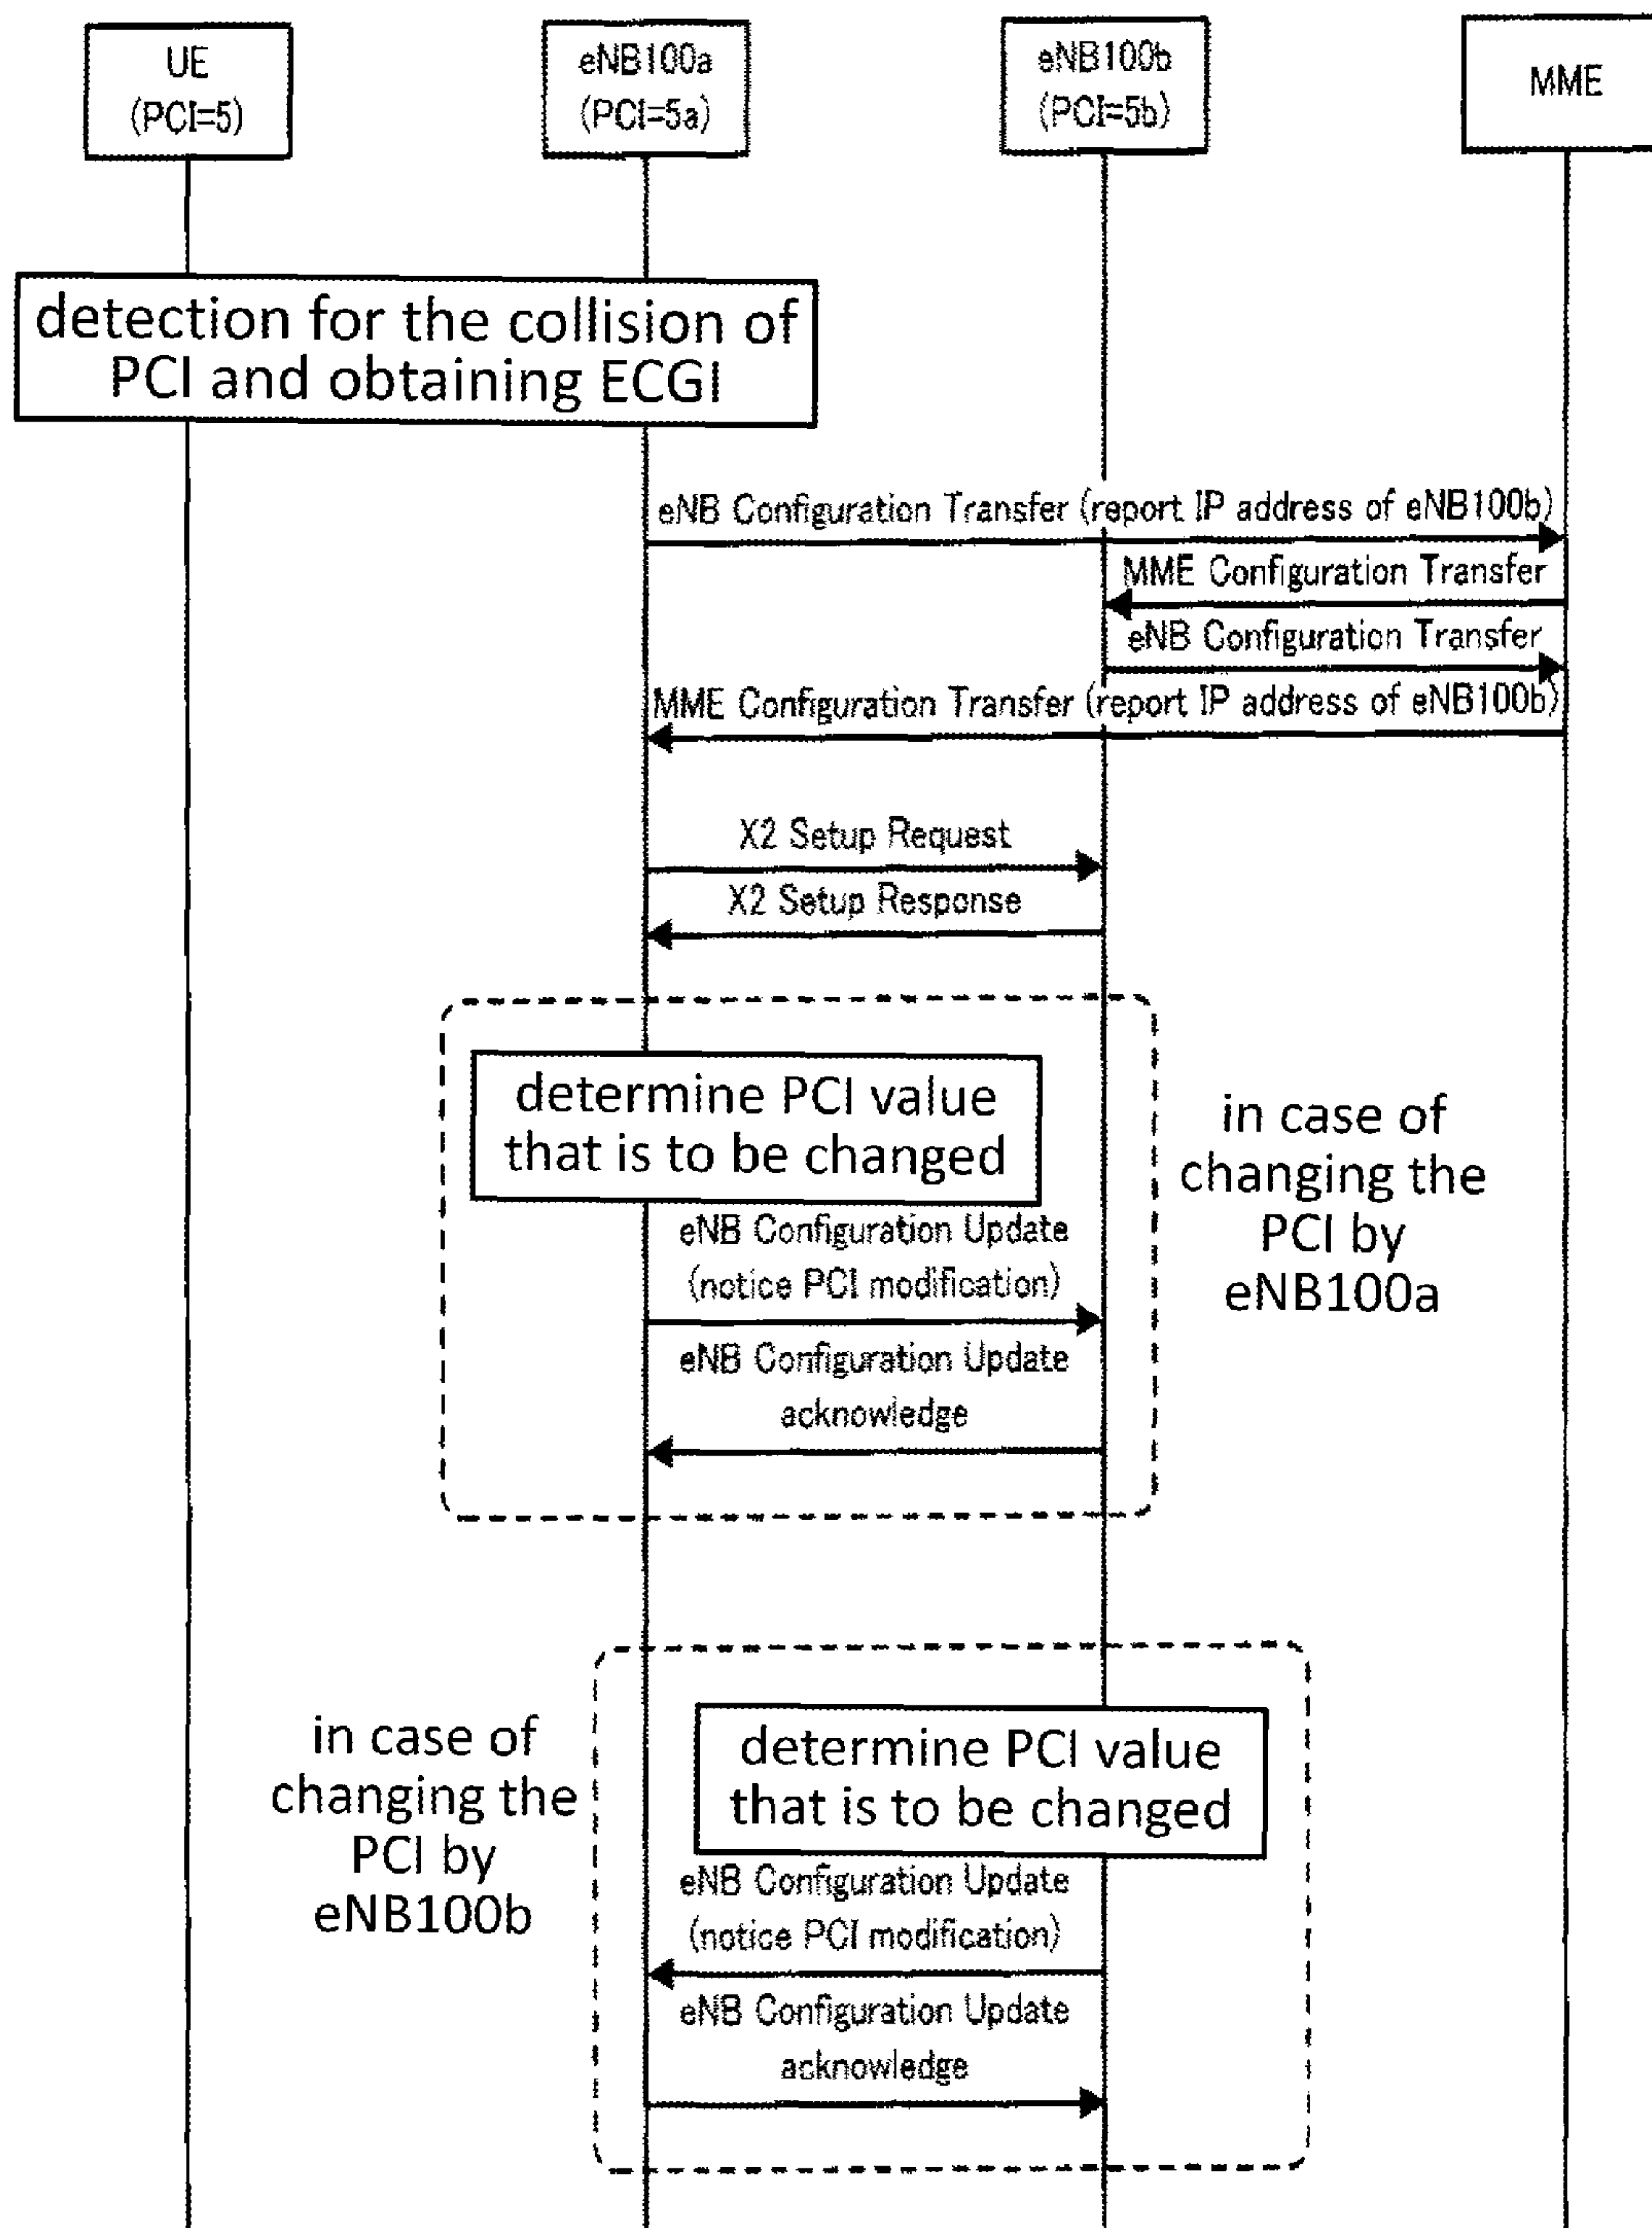 UE
(PCI=5)
eNB100a
(PCI=5a)
eNB100b
(PCI=5b)
MME
detection for the collision of
PCI and obtaining ECGI
eNB Configuration Transfer (report IP address of eNB100b)
MME Configuration Transfer
eNB Configuration Transfer
MME Configuration Transfer (report IP address of eNB100b)
X2 Setup Request
X2 Setup Response
determine PCI value
that is to be changed
eNB Configuration Update
(notice PCI modification)
eNB Configuration Update
acknowledge
in case of
changing the
PCI by
eNB100a
in case of
changing the
PCI by
eNB100b
determine PCI value
that is to be changed
eNB Configuration Update
(notice PCI modification)
eNB Configuration Update
acknowledge